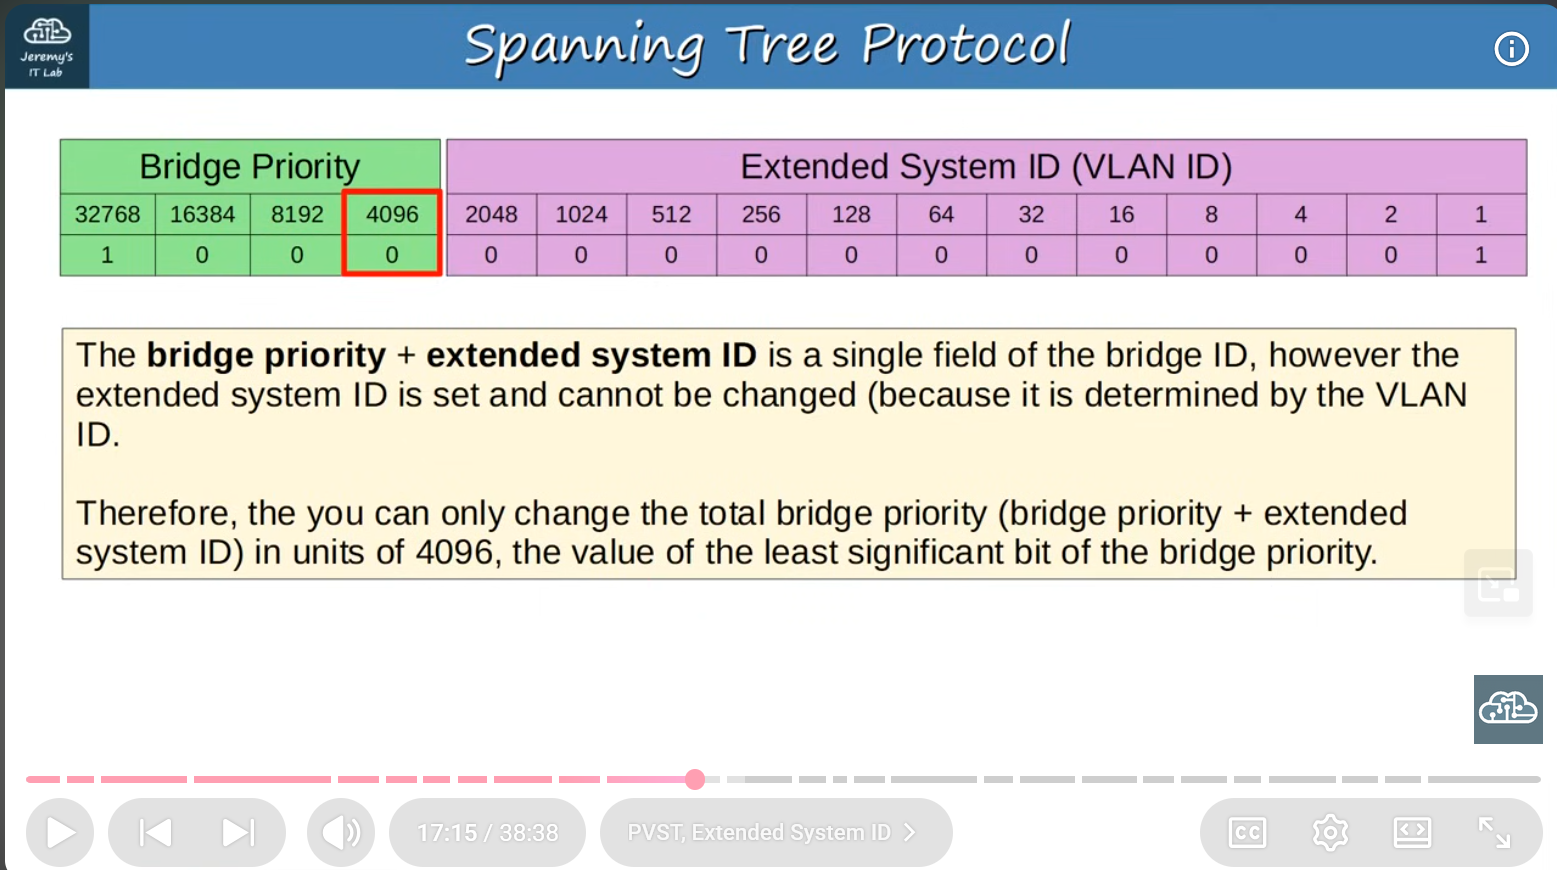 Jeremy's
IT Lab
Spanning Tree Protocol
Bridge Priority
Extended System ID (VLAN ID)
32768 16384 8192 4096 2048 1024 512 256 128 64 32 16 8 4 2 1
1 0 0 0 0 0 0 0 0 0 0 0 0 0 0 1
The bridge priority + extended system ID is a single field of the bridge ID, however the
extended system ID is set and cannot be changed (because it is determined by the VLAN
ID.
Therefore, the you can only change the total bridge priority (bridge priority + extended
system ID) in units of 4096, the value of the least significant bit of the bridge priority.
17:15 / 38:38
PVST, Extended System ID
CC